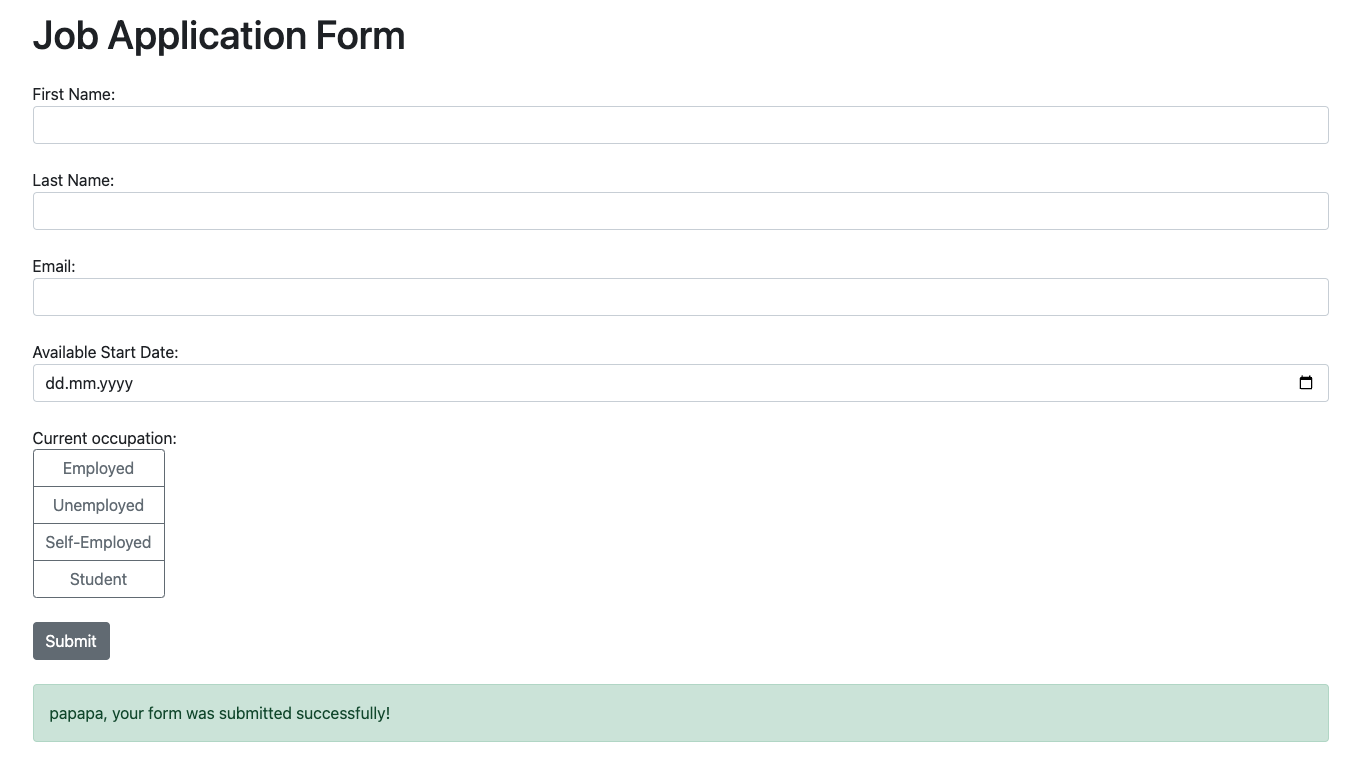 Job Application Form
First Name:
Last Name:
Email:
Available Start Date:
dd.mm.yyyy
Current occupation:
Employed
Unemployed
Self-Employed
Student
Submit
papapa, your form was submitted successfully!